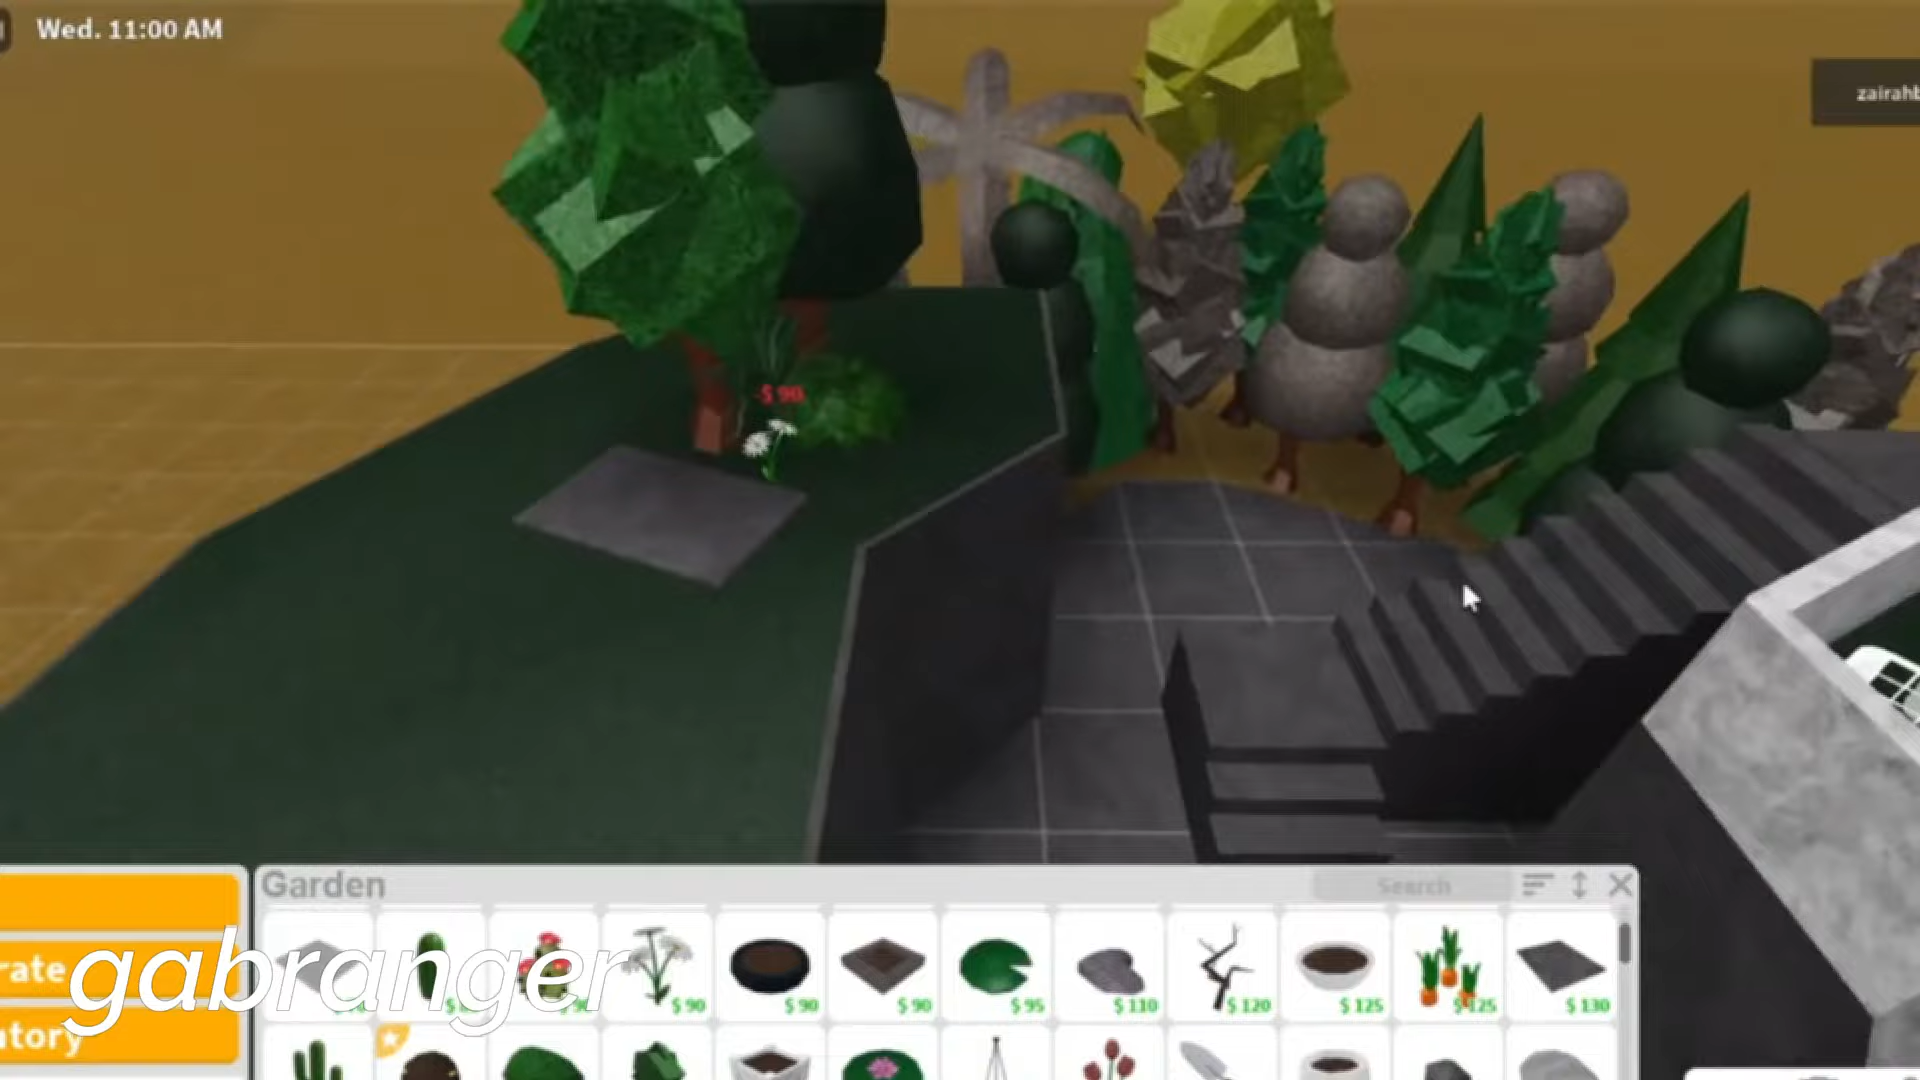 Wed. 11:00 AM
zairahb
-$ 90
Garden
Search
rate
$ 90
$ 90
$ 90
$ 95
$ 110
$ 120
$ 125
$ 125
$ 130
tory
gabranger